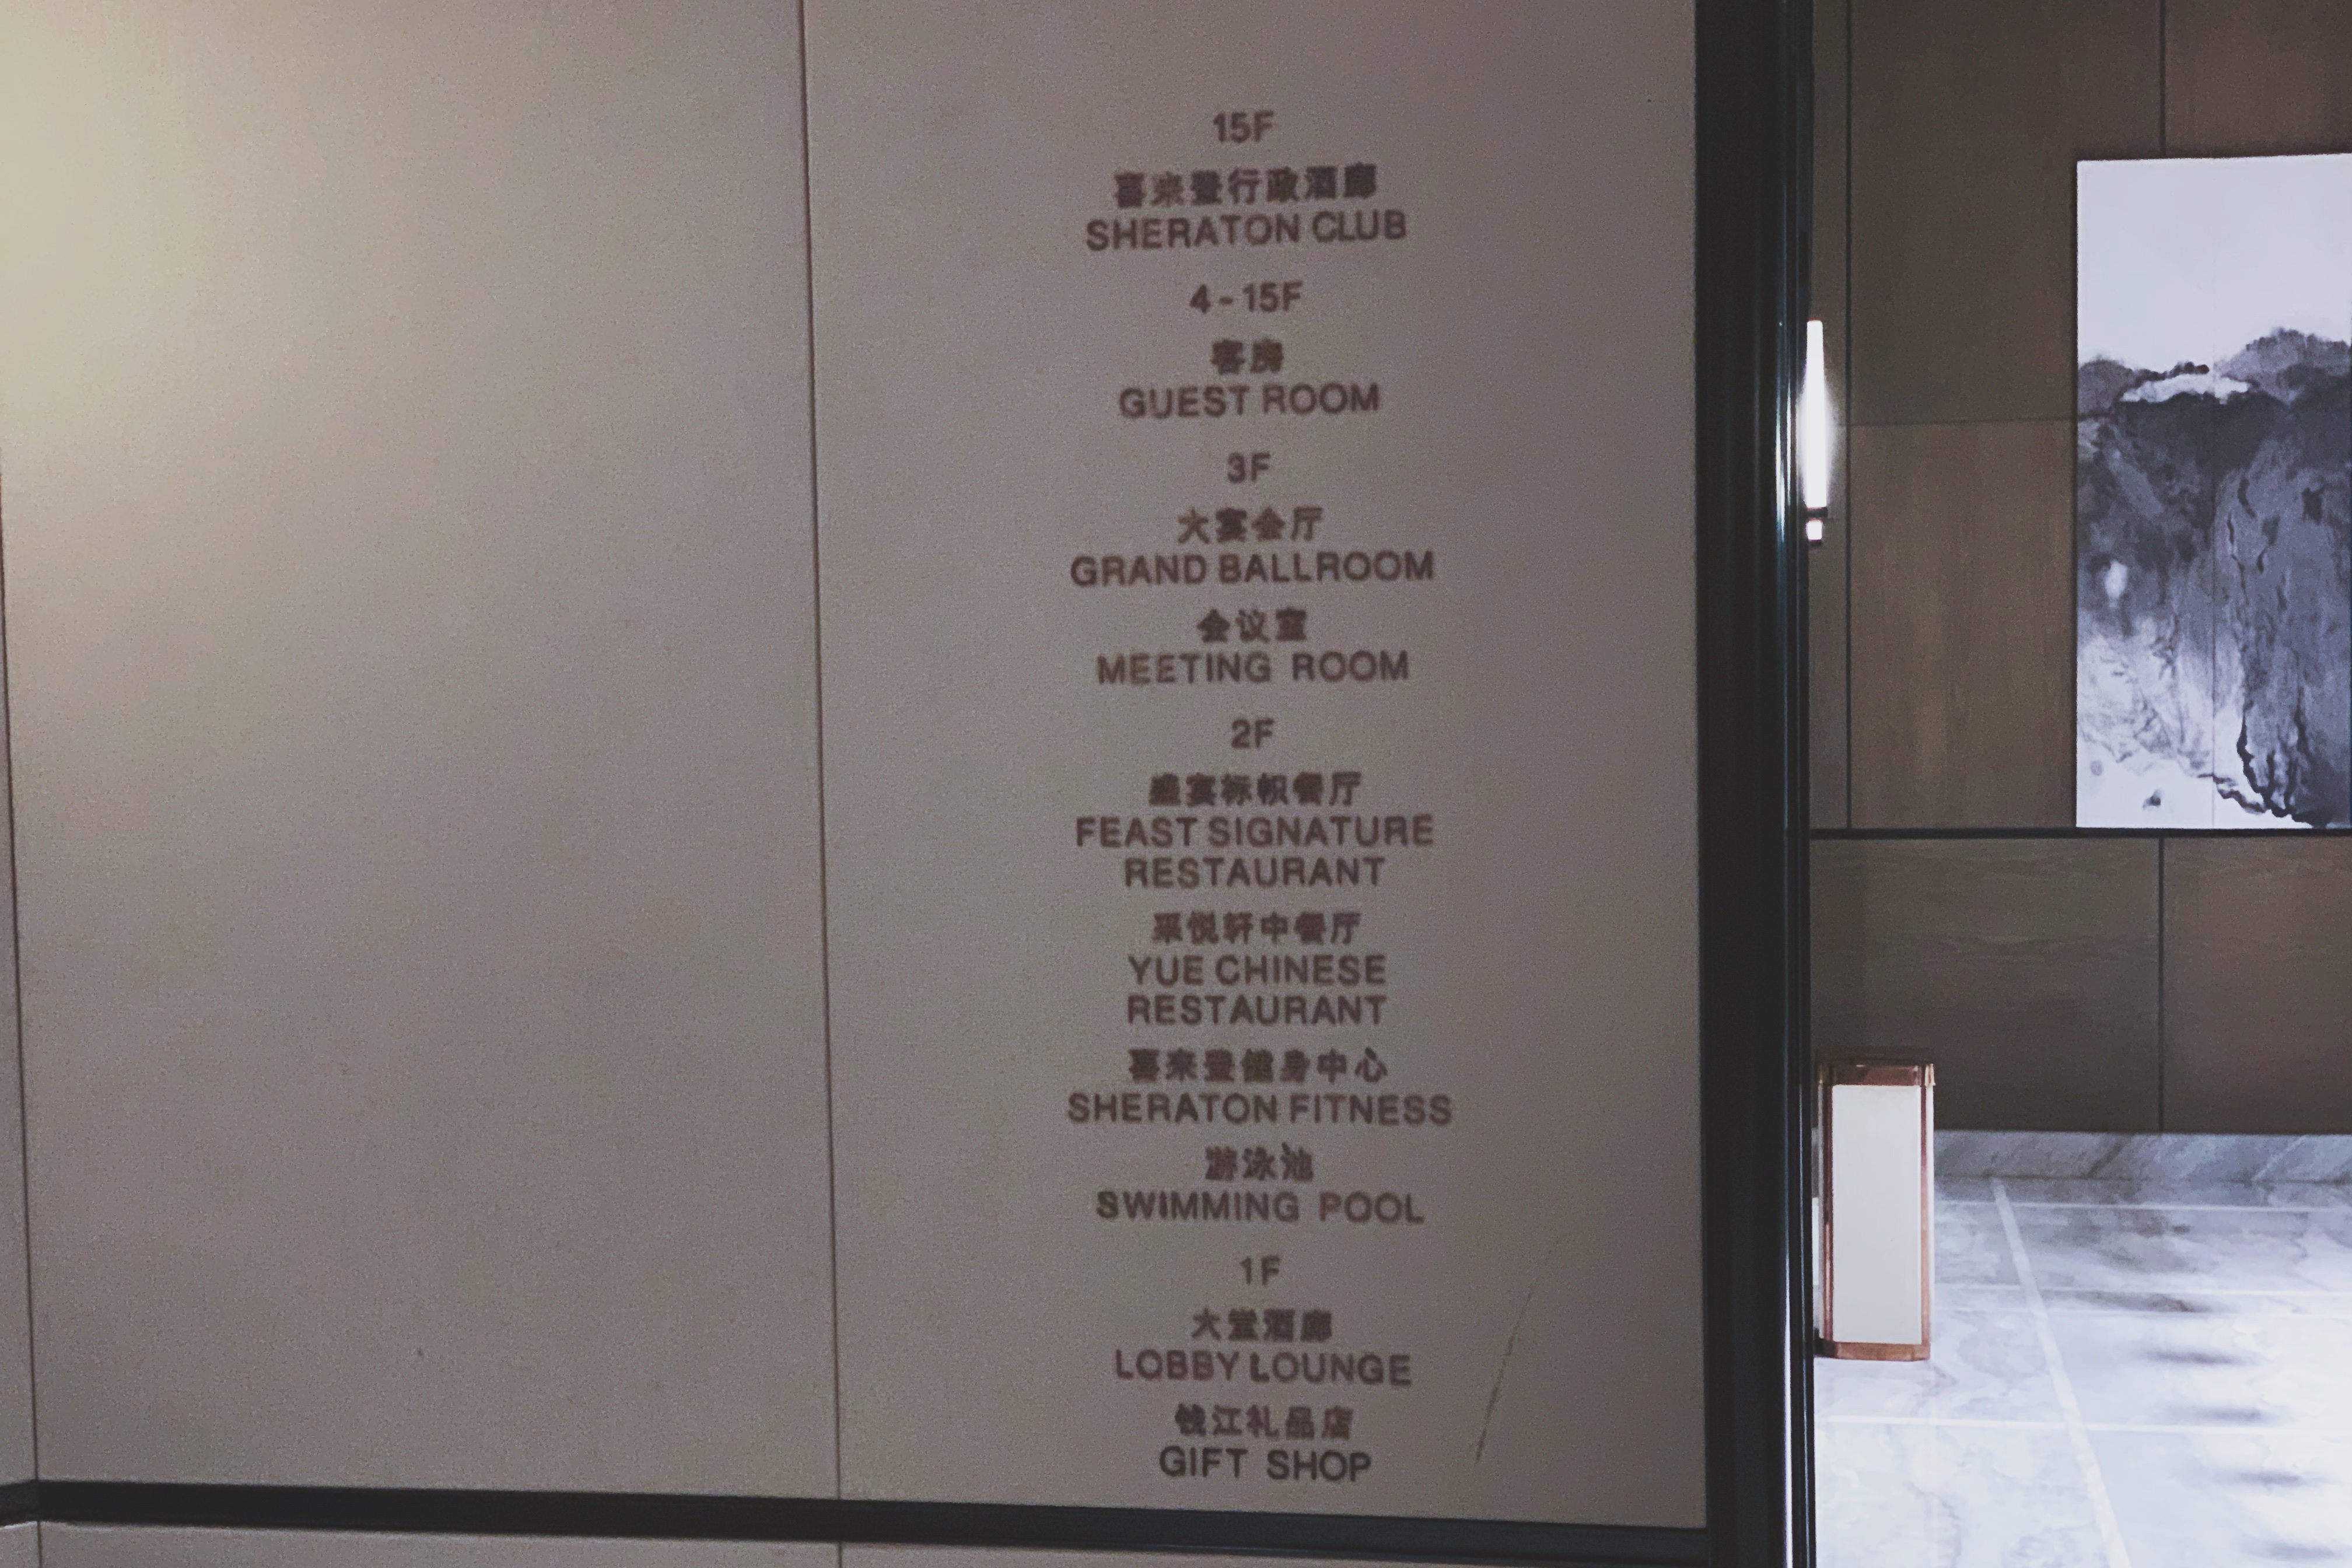 15F
喜来登行政酒廊
SHERATON CLUB
4-15F
客房
GUEST ROOM
3F
大宴会厅
GRAND BALLROOM
会议室
MEETING ROOM
2F
盛宴标帜餐厅
FEAST SIGNATURE
RESTAURANT
采悦轩中餐厅
YUE CHINESE
RESTAURANT
喜来登健身中心
SHERATON FITNESS
游泳池
SWIMMING POOL
1F
大堂酒廊
LOBBY LOUNGE
钱江礼品店
GIFT SHOP